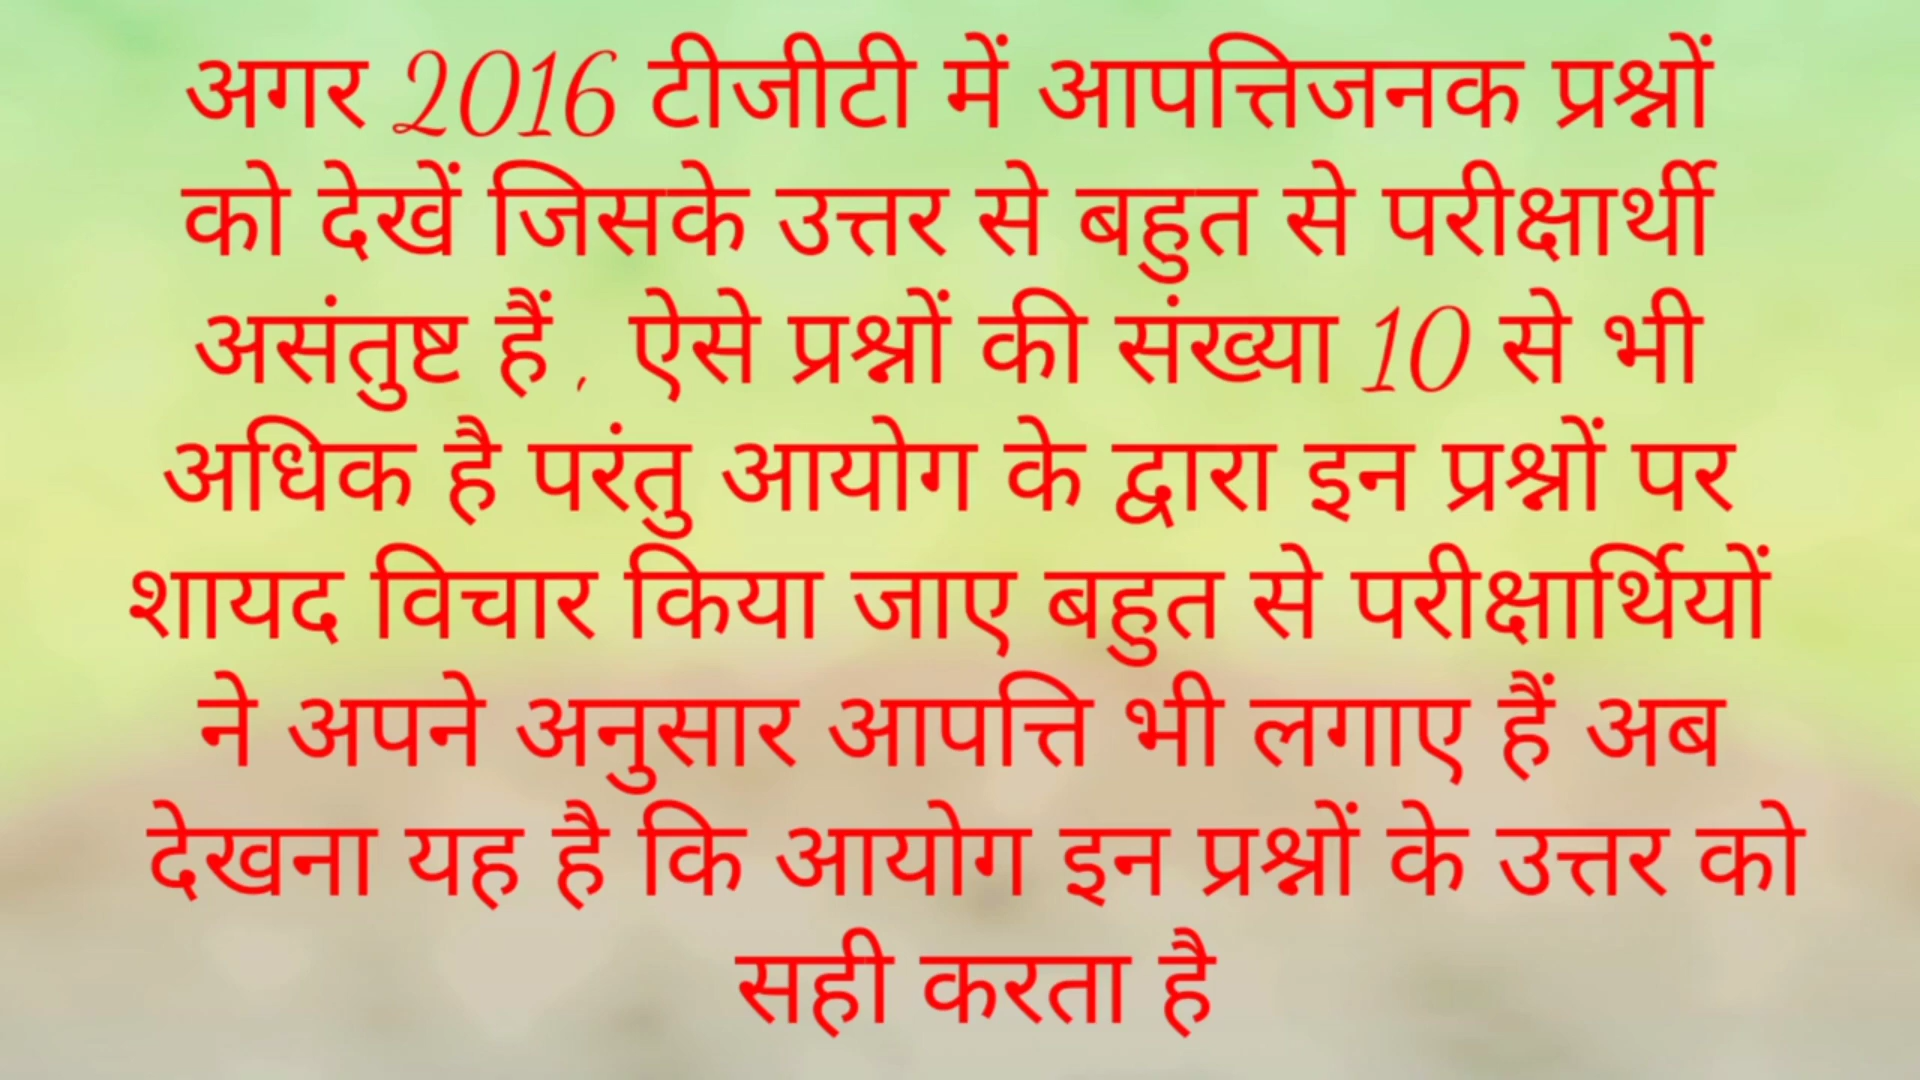 अगर 2016 टीजीटी में आपत्तिजनक प्रश्नों
को देखें जिसके उत्तर से बहुत से परीक्षार्थी
असंतुष्ट हैं , ऐसे प्रश्नों की संख्या 10 से भी
अधिक है परंतु आयोग के द्वारा इन प्रश्नों पर
शायद विचार किया जाए बहुत से परीक्षार्थियों
ने अपने अनुसार आपत्ति भी लगाए हैं अब
देखना यह है कि आयोग इन प्रश्नों के उत्तर को
सही करता है